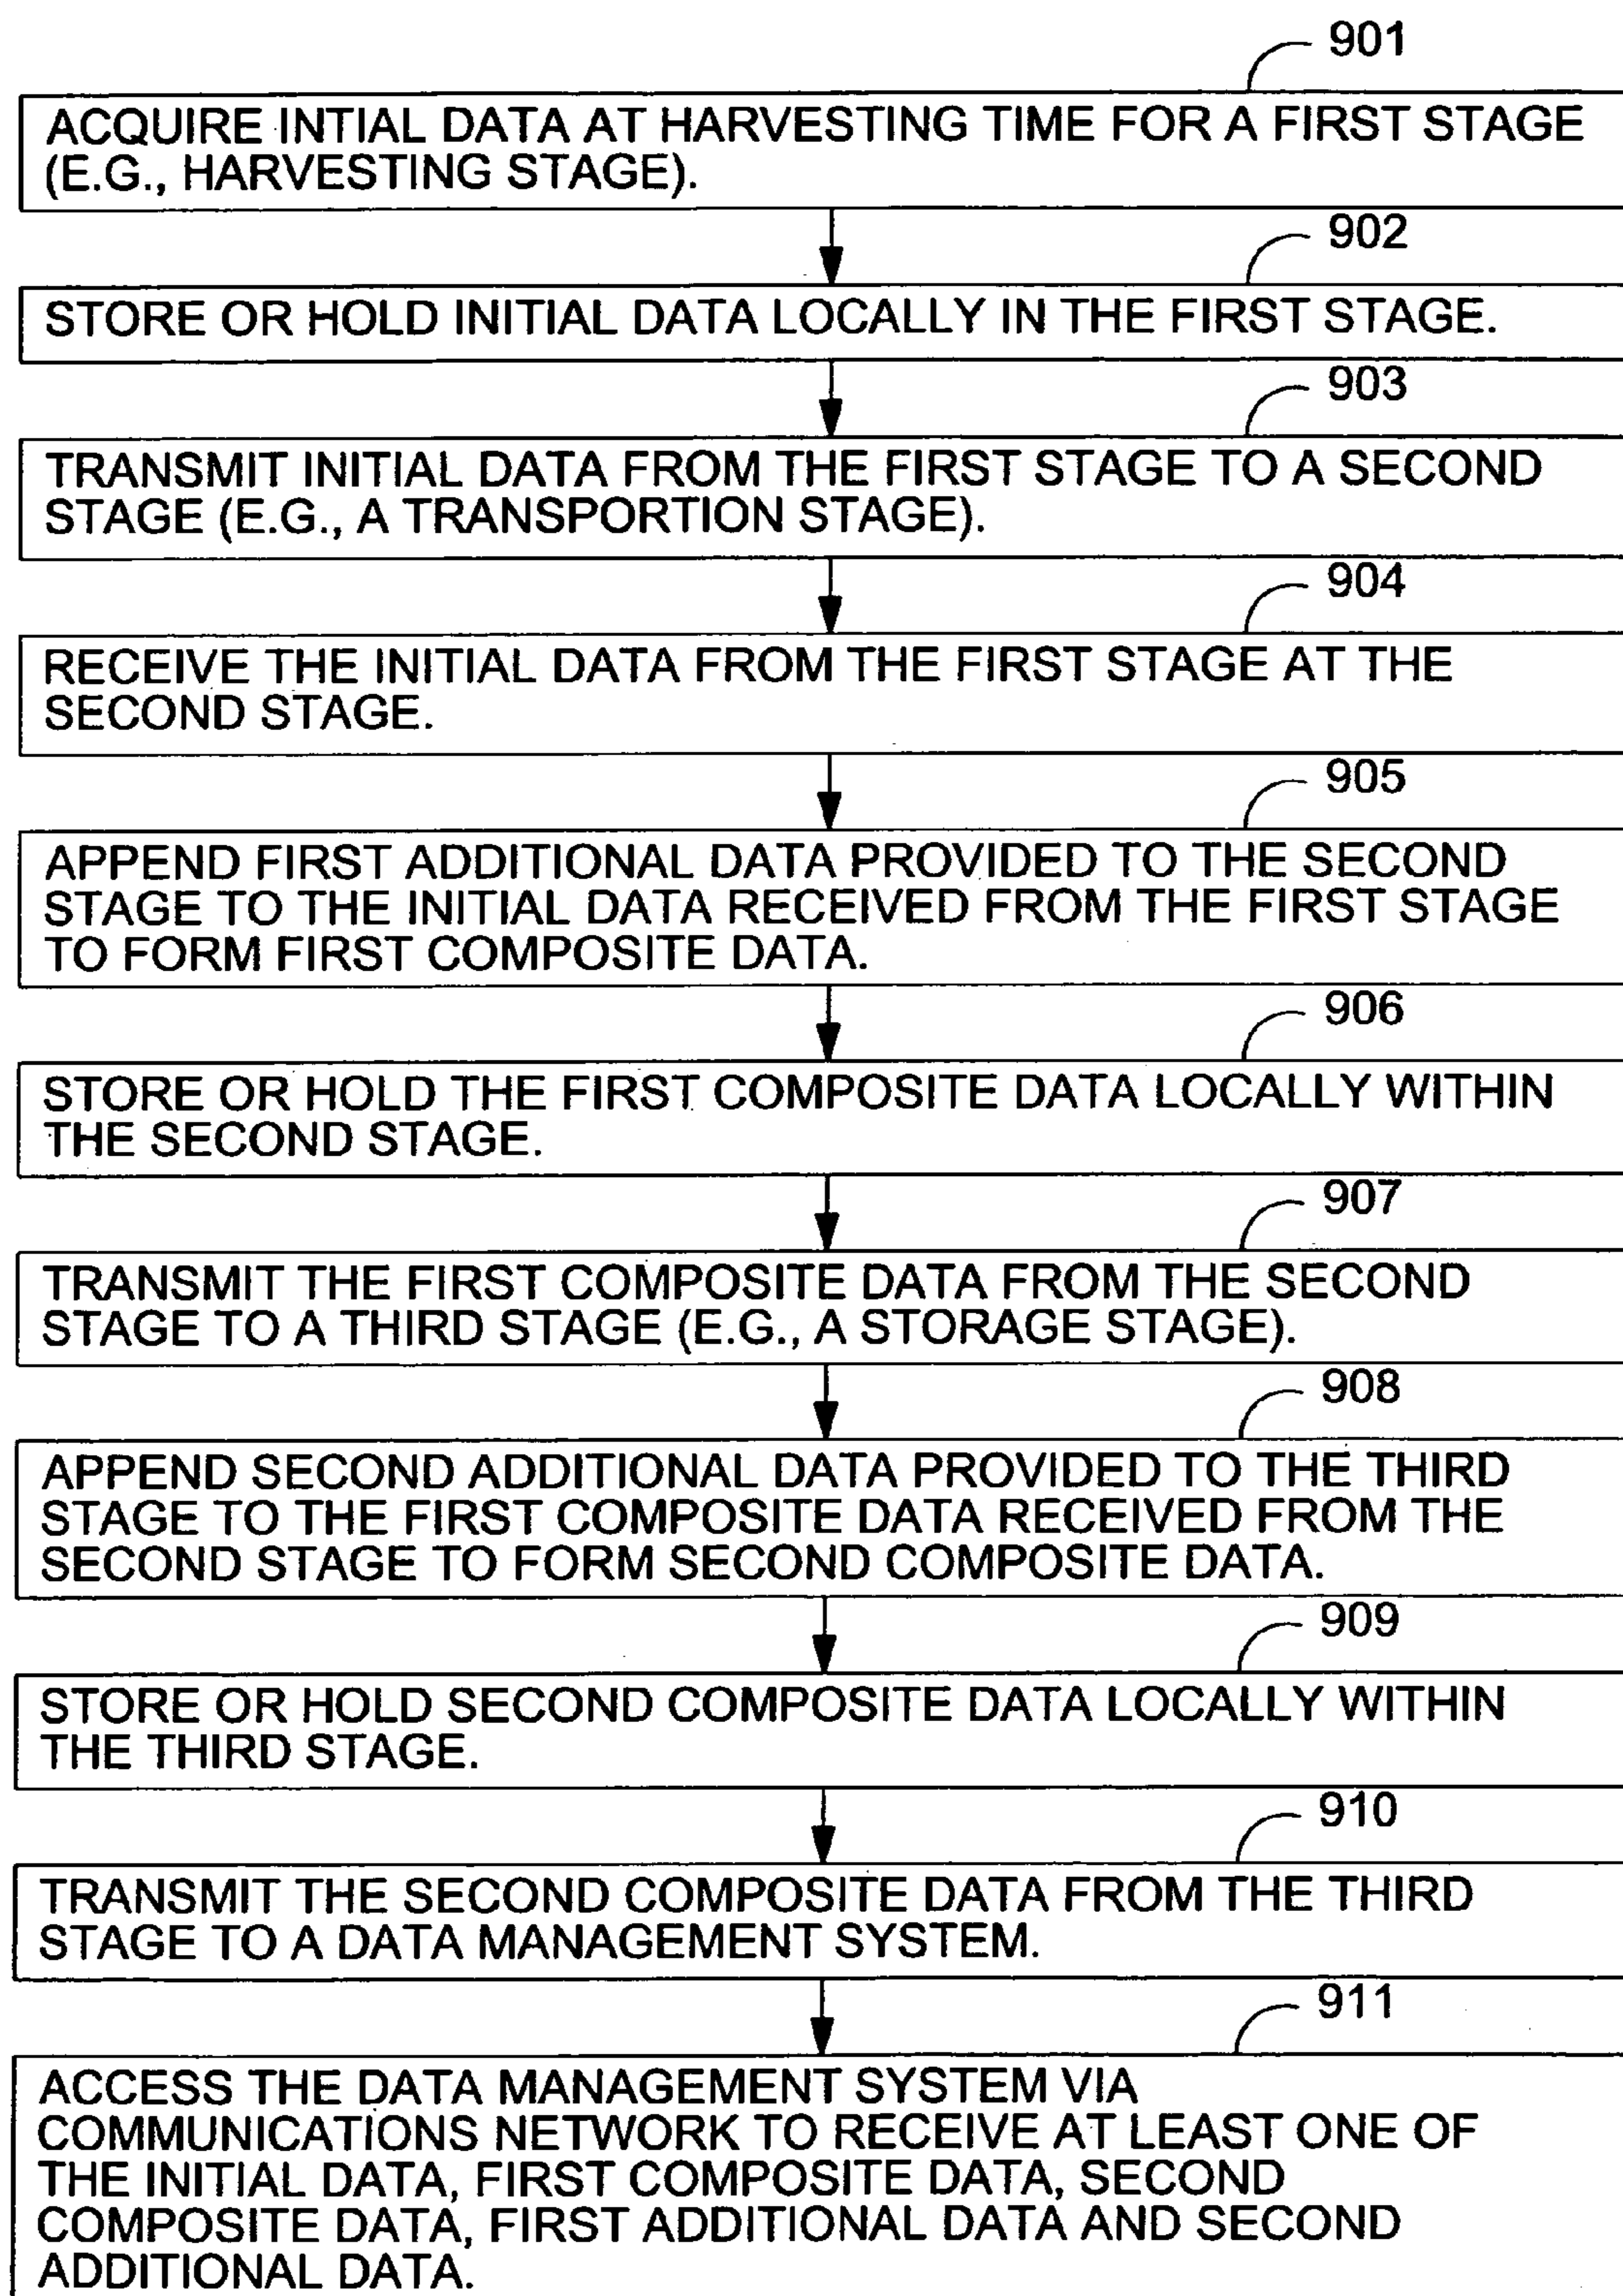 901
ACQUIRE INTIAL DATA AT HARVESTING TIME FOR A FIRST STAGE
(E.G., HARVESTING STAGE).
902
STORE OR HOLD INITIAL DATA LOCALLY IN THE FIRST STAGE.
903
TRANSMIT INITIAL DATA FROM THE FIRST STAGE TO A SECOND
STAGE (E.G., A TRANSPORTION STAGE).
904
RECEIVE THE INITIAL DATA FROM THE FIRST STAGE AT THE
SECOND STAGE.
905
APPEND FIRST ADDITIONAL DATA PROVIDED TO THE SECOND
STAGE TO THE INITIAL DATA RECEIVED FROM THE FIRST STAGE
TO FORM FIRST COMPOSITE DATA.
906
STORE OR HOLD THE FIRST COMPOSITE DATA LOCALLY WITHIN
THE SECOND STAGE.
907
TRANSMIT THE FIRST COMPOSITE DATA FROM THE SECOND
STAGE TO A THIRD STAGE (E.G., A STORAGE STAGE).
908
APPEND SECOND ADDITIONAL DATA PROVIDED TO THE THIRD
STAGE TO THE FIRST COMPOSITE DATA RECEIVED FROM THE
SECOND STAGE TO FORM SECOND COMPOSITE DATA.
909
STORE OR HOLD SECOND COMPOSITE DATA LOCALLY WITHIN
THE THIRD STAGE.
910
TRANSMIT THE SECOND COMPOSITE DATA FROM THE THIRD
STAGE TO A DATA MANAGEMENT SYSTEM.
911
ACCESS THE DATA MANAGEMENT SYSTEM VIA
COMMUNICATIONS NETWORK TO RECEIVE AT LEAST ONE OF
THE INITIAL DATA, FIRST COMPOSITE DATA, SECOND
COMPOSITE DATA, FIRST ADDITIONAL DATA AND SECOND
ADDITIONAL DATA.